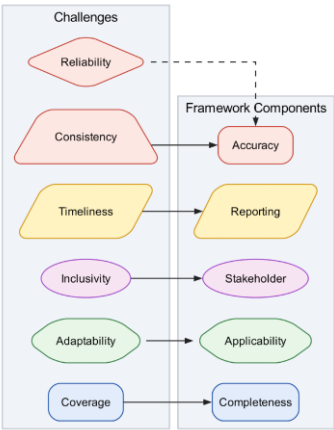 Challenges
Reliability
Framework Components
Consistency
Accuracy
Timeliness
Reporting
Inclusivity
Stakeholder
Adaptability
Applicability
Coverage
Completeness